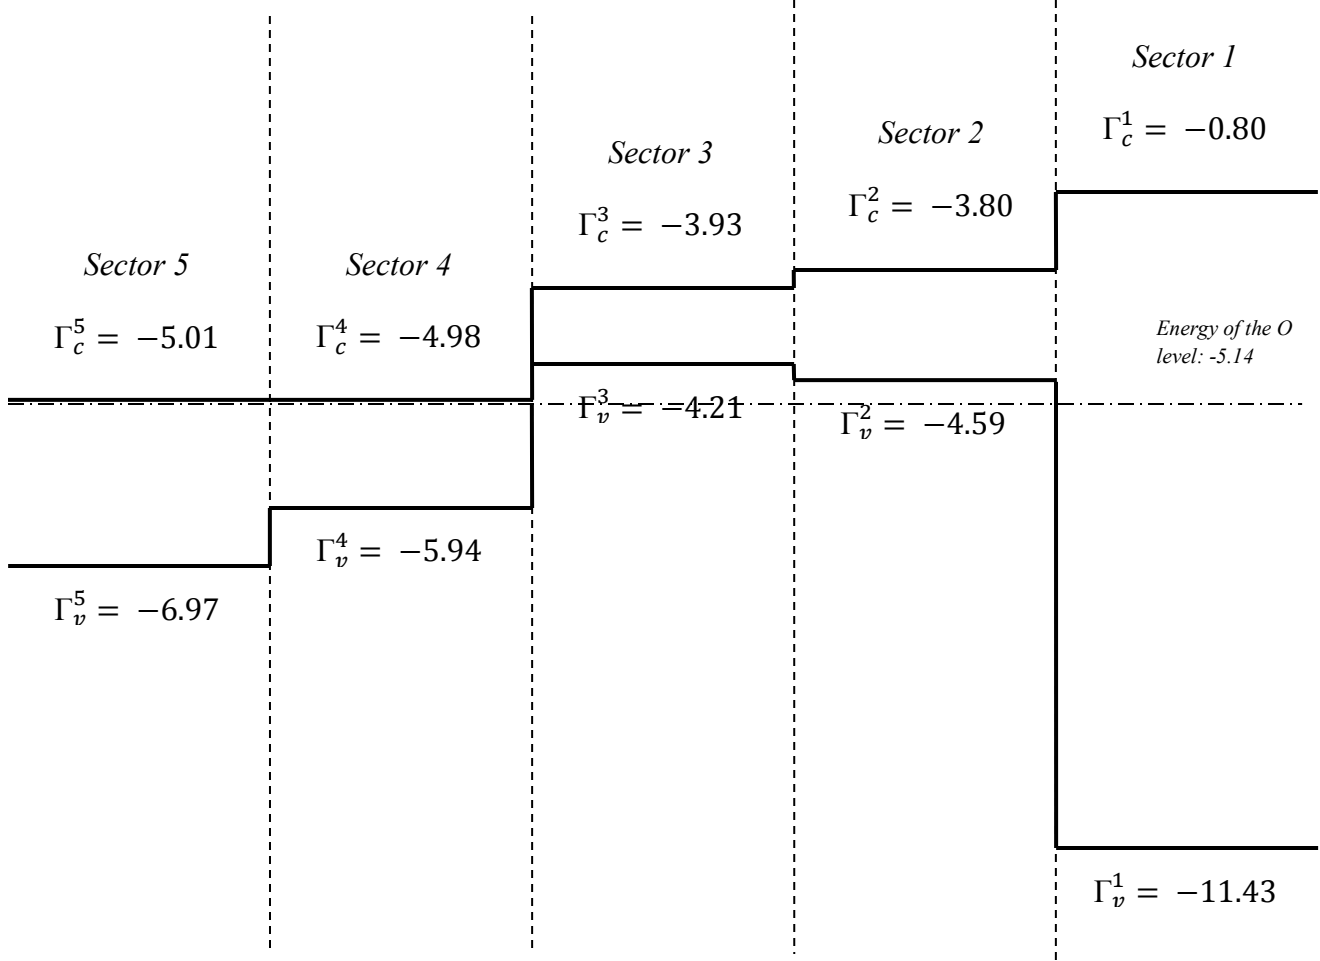 Sector 1
Γ_c^1 = −0.80
Sector 2
Γ_c^2 = −3.80
Sector 3
Γ_c^3 = −3.93
Sector 5
Sector 4
Γ_c^5 = −5.01
Γ_c^4 = −4.98
Energy of the O
level: -5.14
Γ_v^3 = −4.21
Γ_v^2 = −4.59
Γ_v^4 = −5.94
Γ_v^5 = −6.97
Γ_v^1 = −11.43